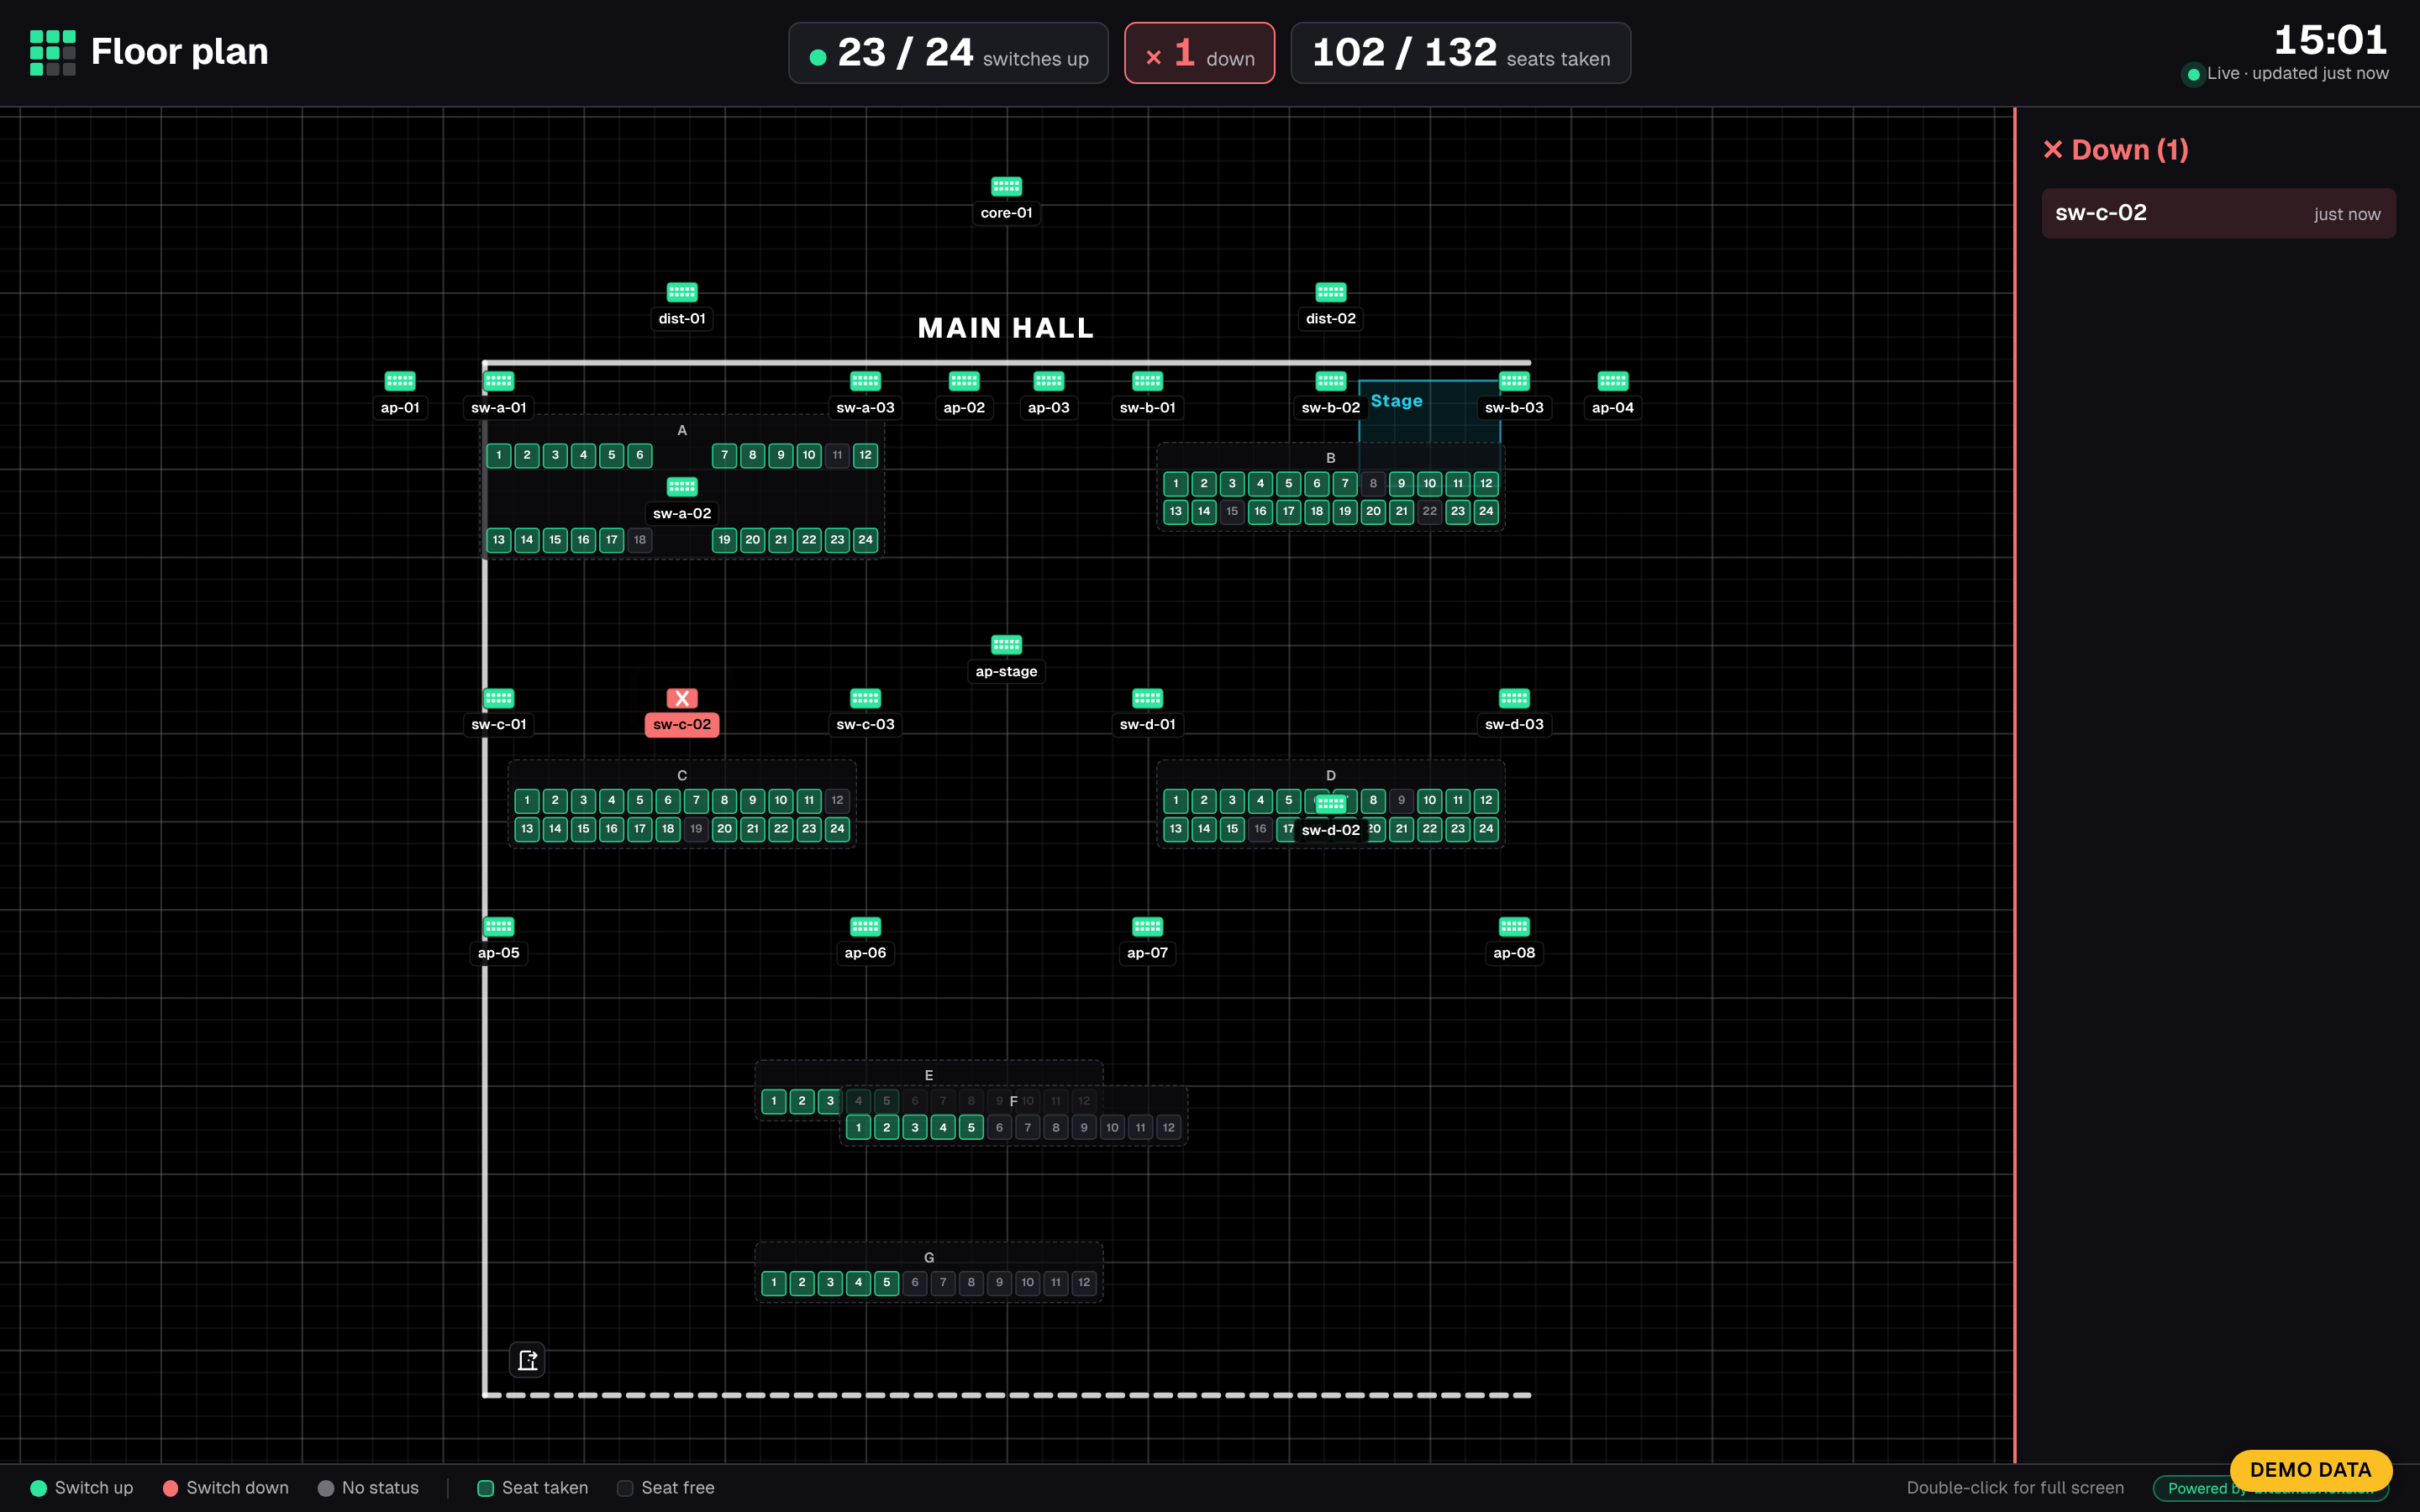 Floor plan
23 / 24 switches up
× 1 down
102 / 132 seats taken
15:01
Live · updated just now
× Down (1)
sw-c-02 just now
core-01
dist-01
dist-02
MAIN HALL
ap-01
sw-a-01
sw-a-03
ap-02
ap-03
sw-b-01
sw-b-02
Stage
sw-b-03
ap-04
A
1 2 3 4 5 6 7 8 9 10 11 12
sw-a-02
13 14 15 16 17 18 19 20 21 22 23 24
B
1 2 3 4 5 6 7 8 9 10 11 12
13 14 15 16 17 18 19 20 21 22 23 24
ap-stage
sw-c-01
X
sw-c-02
sw-c-03
sw-d-01
sw-d-03
C
1 2 3 4 5 6 7 8 9 10 11 12
13 14 15 16 17 18 19 20 21 22 23 24
D
1 2 3 4 5 8 9 10 11 12
13 14 15 16 17 20 21 22 23 24
sw-d-02
ap-05
ap-06
ap-07
ap-08
E
1 2 3 4 5 6 7 8 9 10 11 12
F
1 2 3 4 5 6 7 8 9 10 11 12
G
1 2 3 4 5 6 7 8 9 10 11 12
Switch up
Switch down
No status
Seat taken
Seat free
Double-click for full screen
Powered by
DEMO DATA